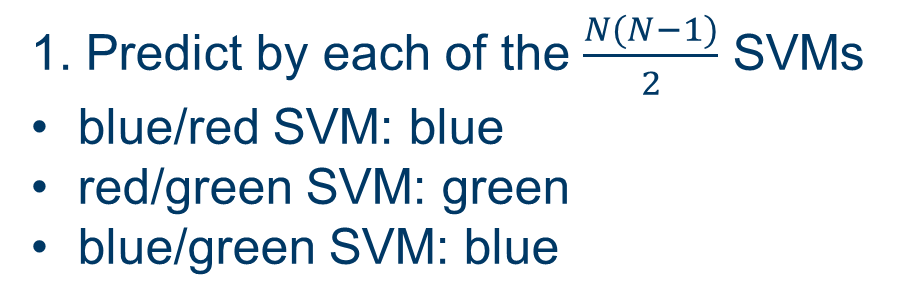 1. Predict by each of the N(N−1)/2 SVMs
• blue/red SVM: blue
• red/green SVM: green
• blue/green SVM: blue